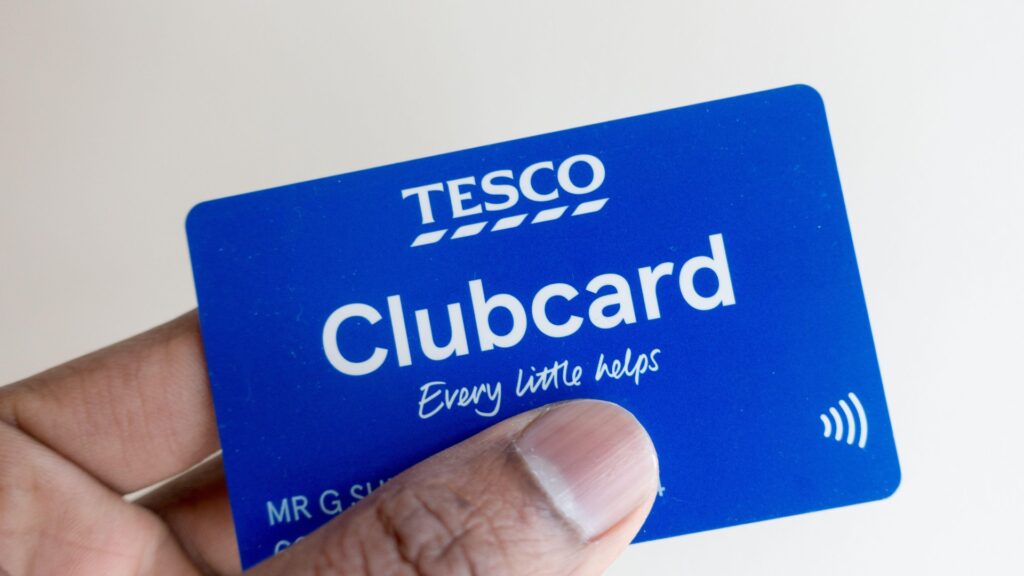 TESCO
Clubcard
Every little helps
MR G